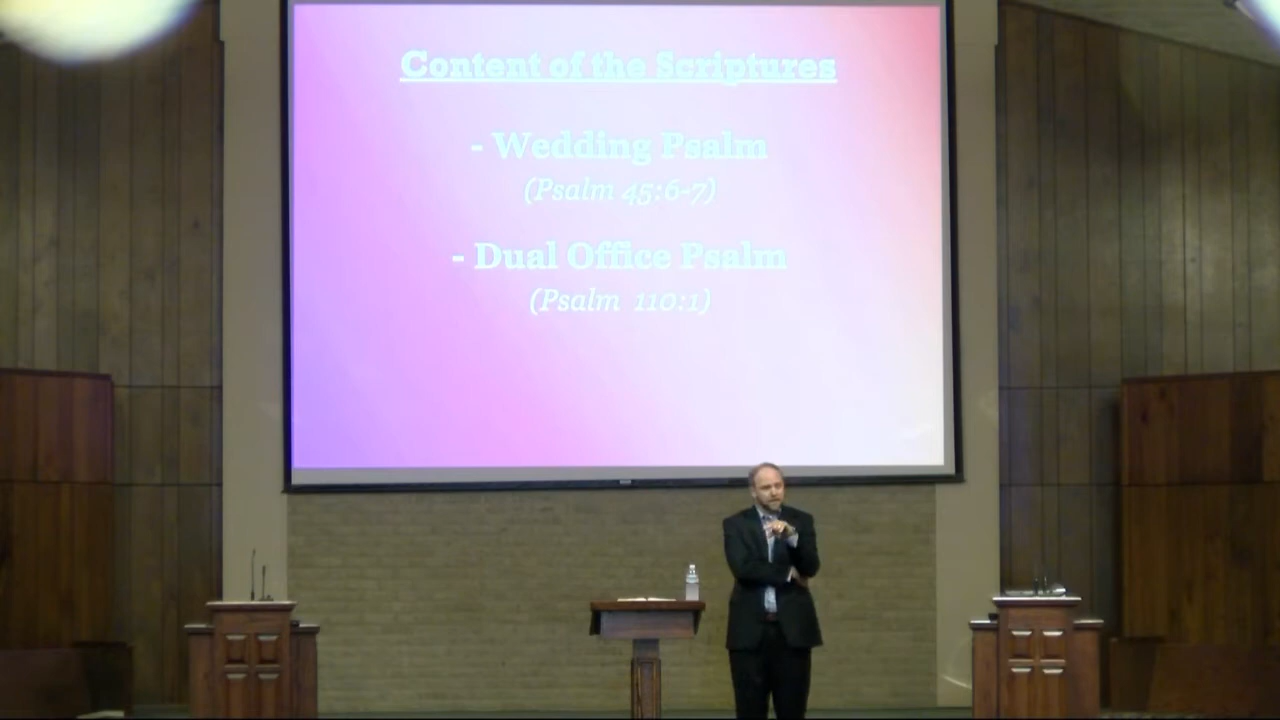 Content of the Scriptures
- Wedding Psalm
(Psalm 45:6-7)
- Dual Office Psalm
(Psalm 110:1)